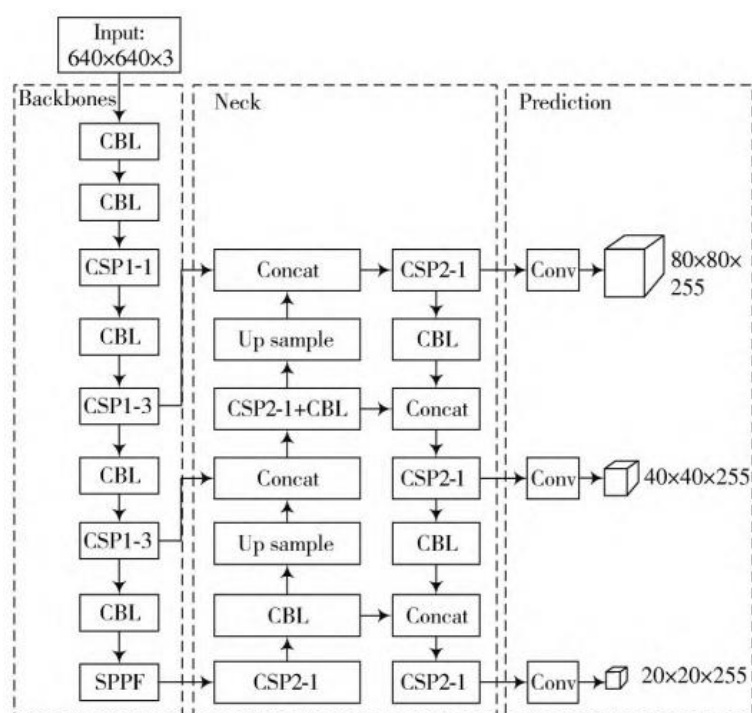 Input:
640×640×3
Backbones
CBL
CBL
CSP1-1
CBL
CSP1-3
CBL
CSP1-3
CBL
SPPF
Neck
Concat
Up sample
CSP2-1+CBL
Concat
Up sample
CBL
CSP2-1
CSP2-1
CBL
Concat
CSP2-1
CBL
Concat
CSP2-1
Prediction
Conv
80×80×
255
Conv
40×40×255
Conv
20×20×255